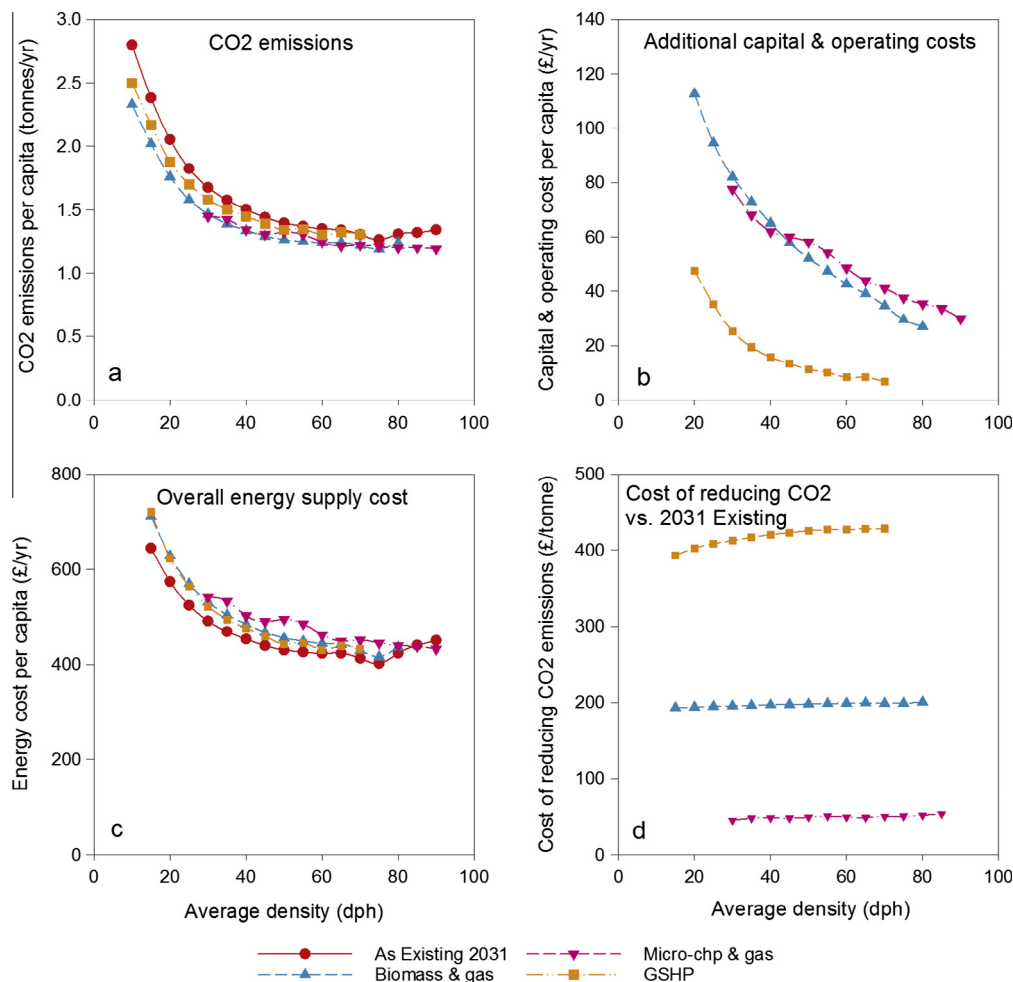 CO2 emissions
CO2 emissions per capita (tonnes/yr)
3.0
2.5
2.0
1.5
1.0
0.5
0.0
a
0 20 40 60 80 100
Additional capital & operating costs
Capital & operating cost per capita (£/yr)
140
120
100
80
60
40
20
0
b
0 20 40 60 80 100
Overall energy supply cost
Energy cost per capita (£/yr)
800
600
400
200
0
c
0 20 40 60 80 100
Average density (dph)
Cost of reducing CO2
vs. 2031 Existing
Cost of reducing CO2 emissions (£/tonne)
500
400
300
200
100
0
d
0 20 40 60 80 100
Average density (dph)
As Existing 2031
Biomass & gas
Micro-chp & gas
GSHP